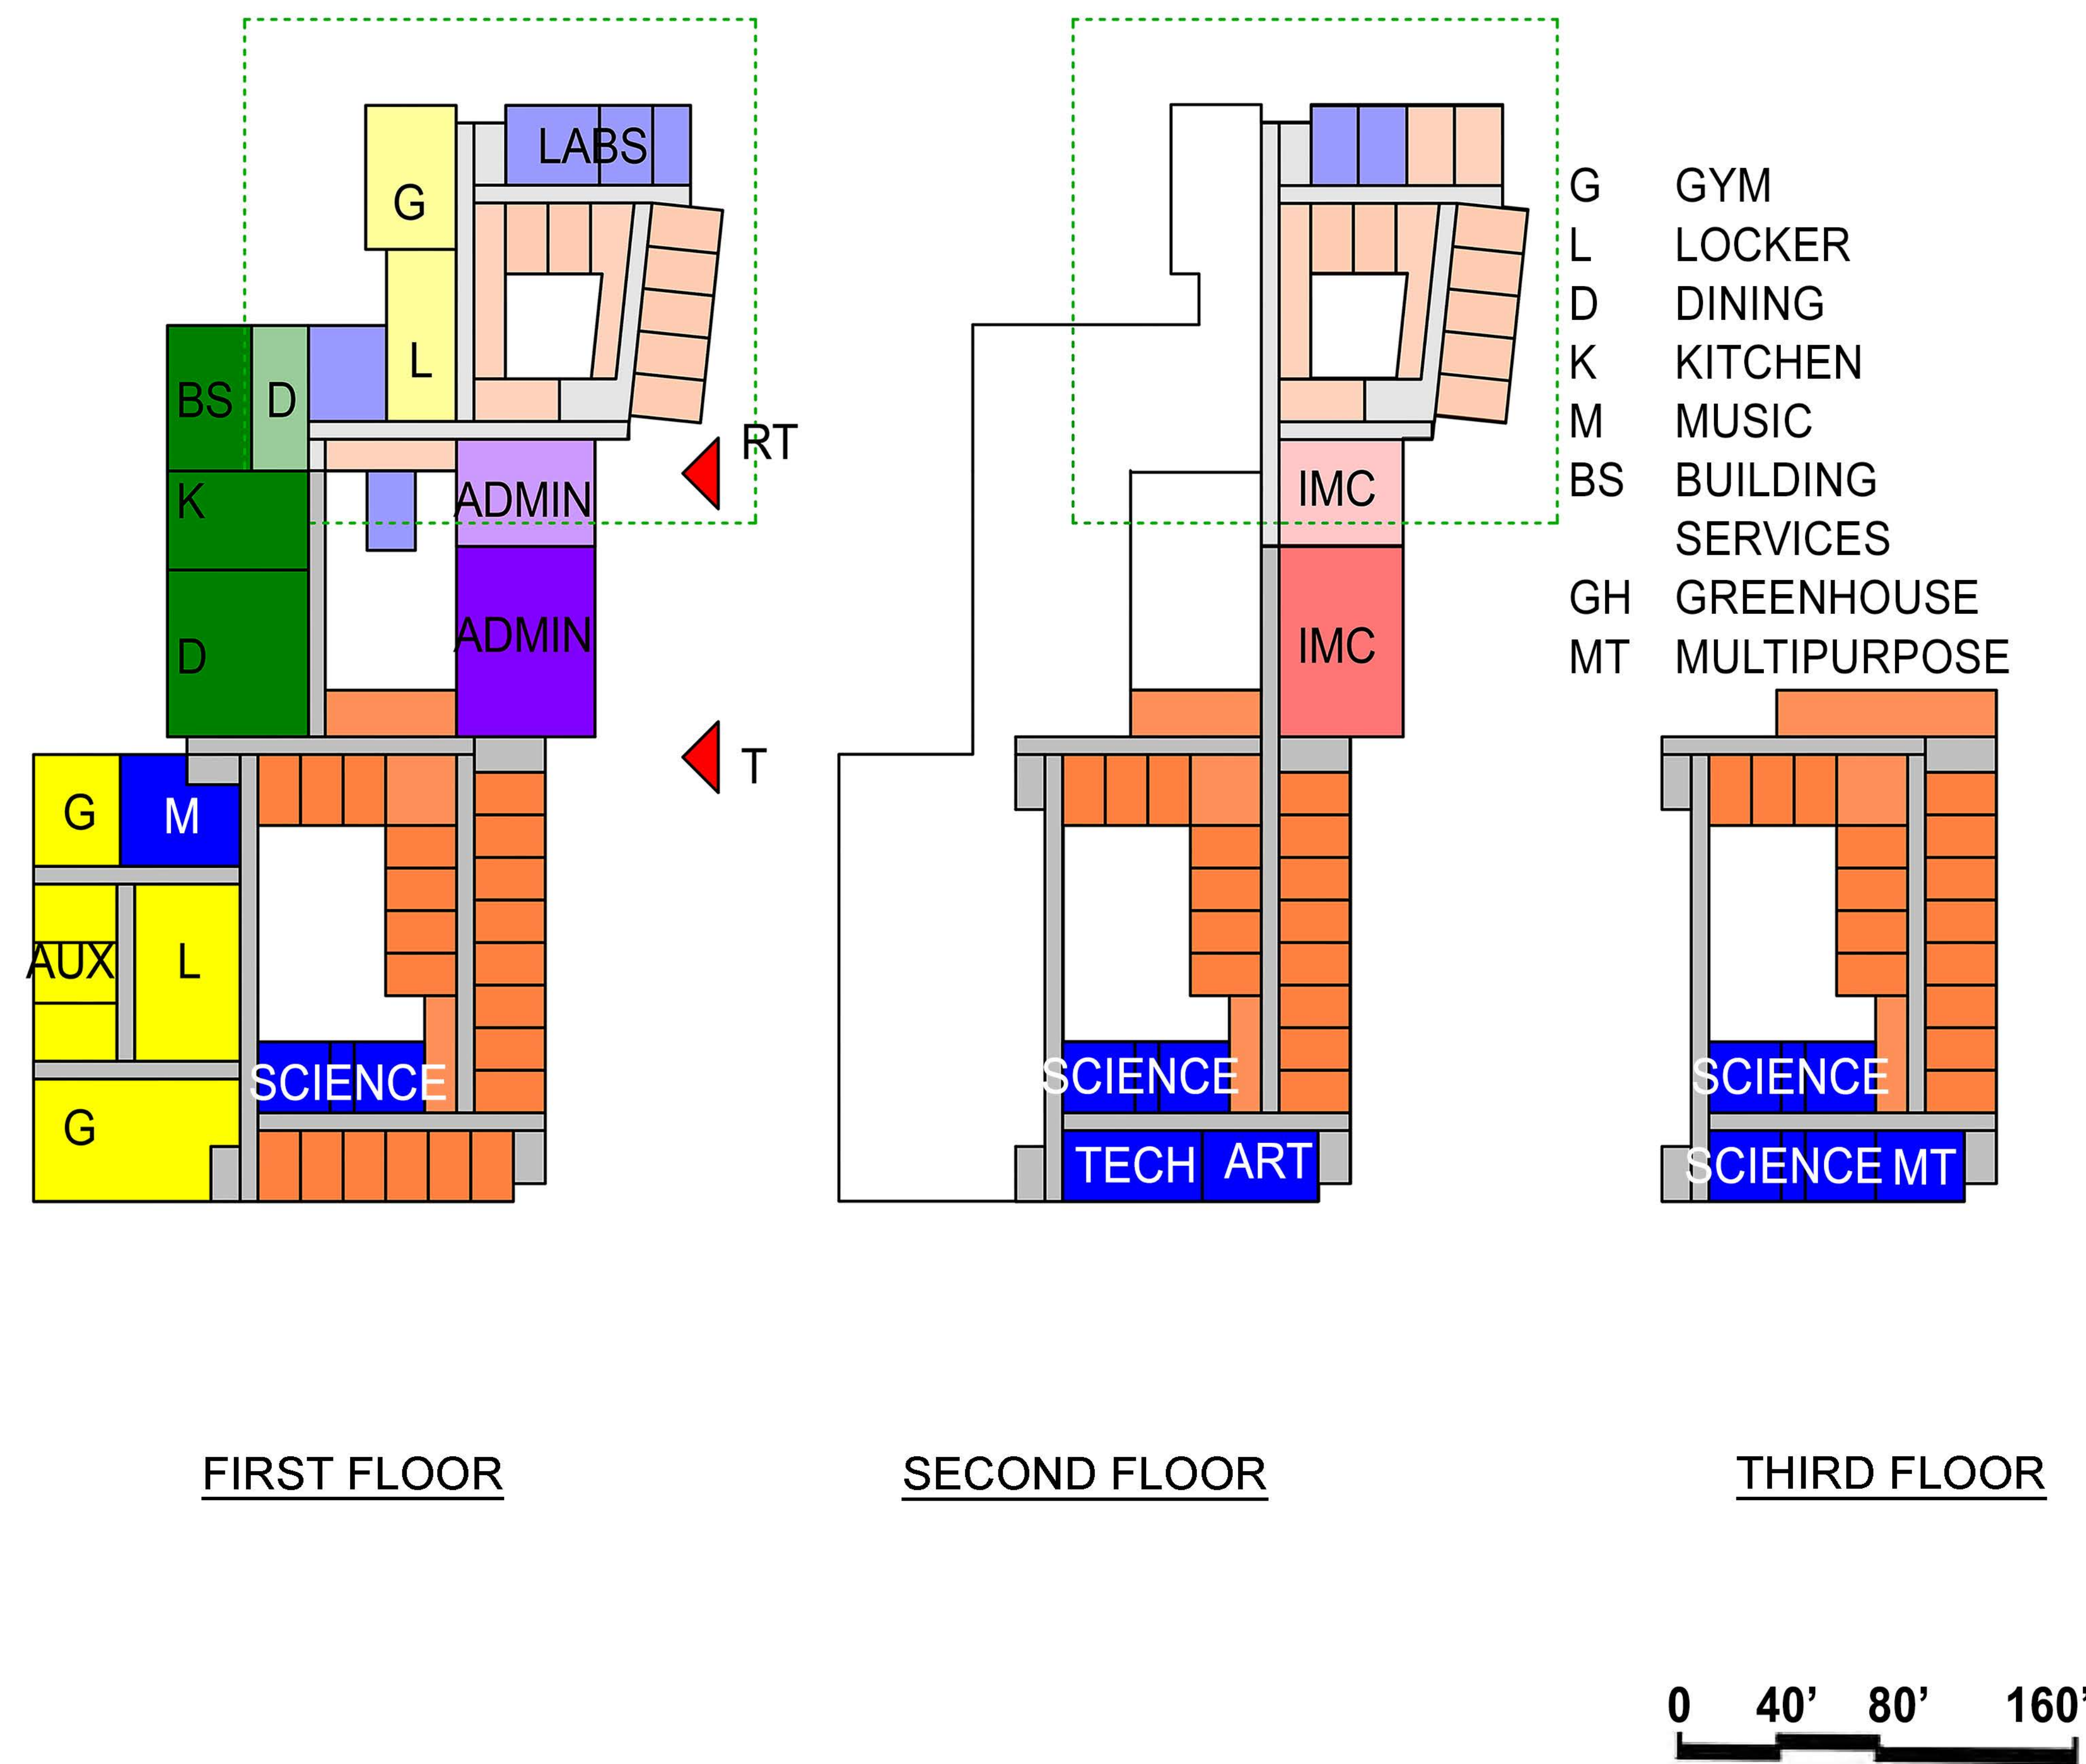 LABS
G
G GYM
L LOCKER
D DINING
K KITCHEN
M MUSIC
BS BUILDING
SERVICES
GH GREENHOUSE
MT MULTIPURPOSE
L
BS D
RT
K
ADMIN
IMC
D
ADMIN
IMC
T
G
M
AUX
L
SCIENCE
SCIENCE
SCIENCE
G
TECH ART
SCIENCE MT
FIRST FLOOR
SECOND FLOOR
THIRD FLOOR
0 40’ 80’ 160’